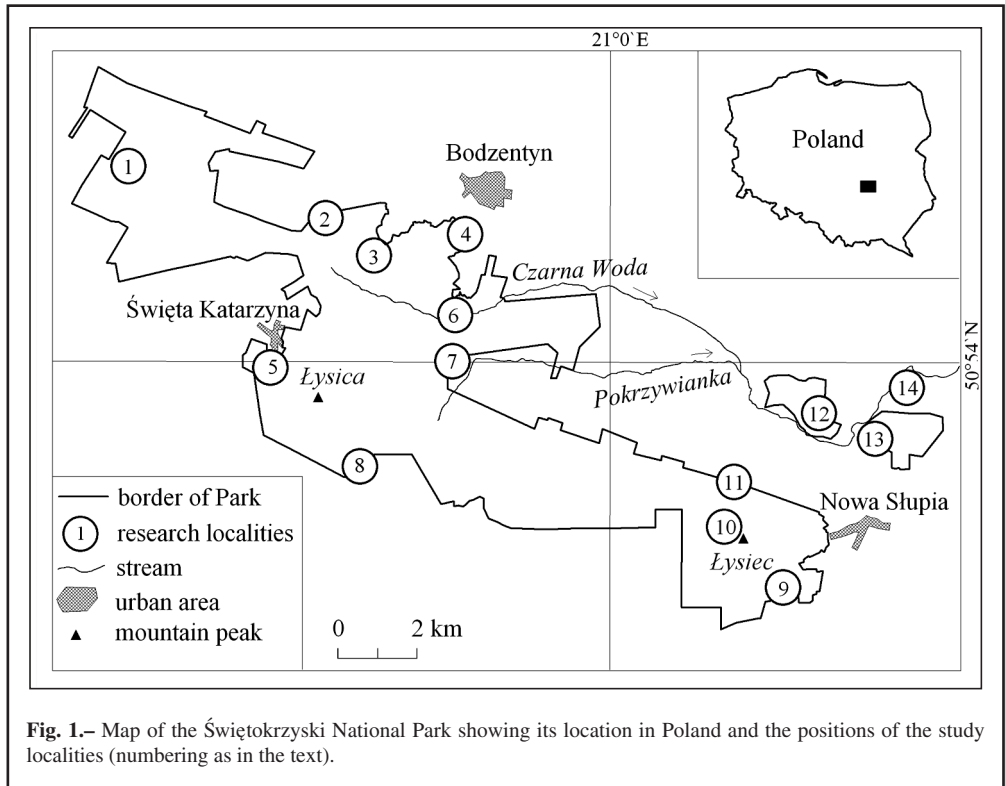 21°0`E
Poland
Bodzentyn
1
2
3
4
Czarna Woda
Święta Katarzyna
6
5
7
50°54`N
Łysica
Pokrzywianka
14
12
13
8
11
Nowa Słupia
10
Łysiec
9
border of Park
1 research localities
stream
urban area
mountain peak
0 2 km
Fig. 1.– Map of the Świętokrzyski National Park showing its location in Poland and the positions of the study
localities (numbering as in the text).